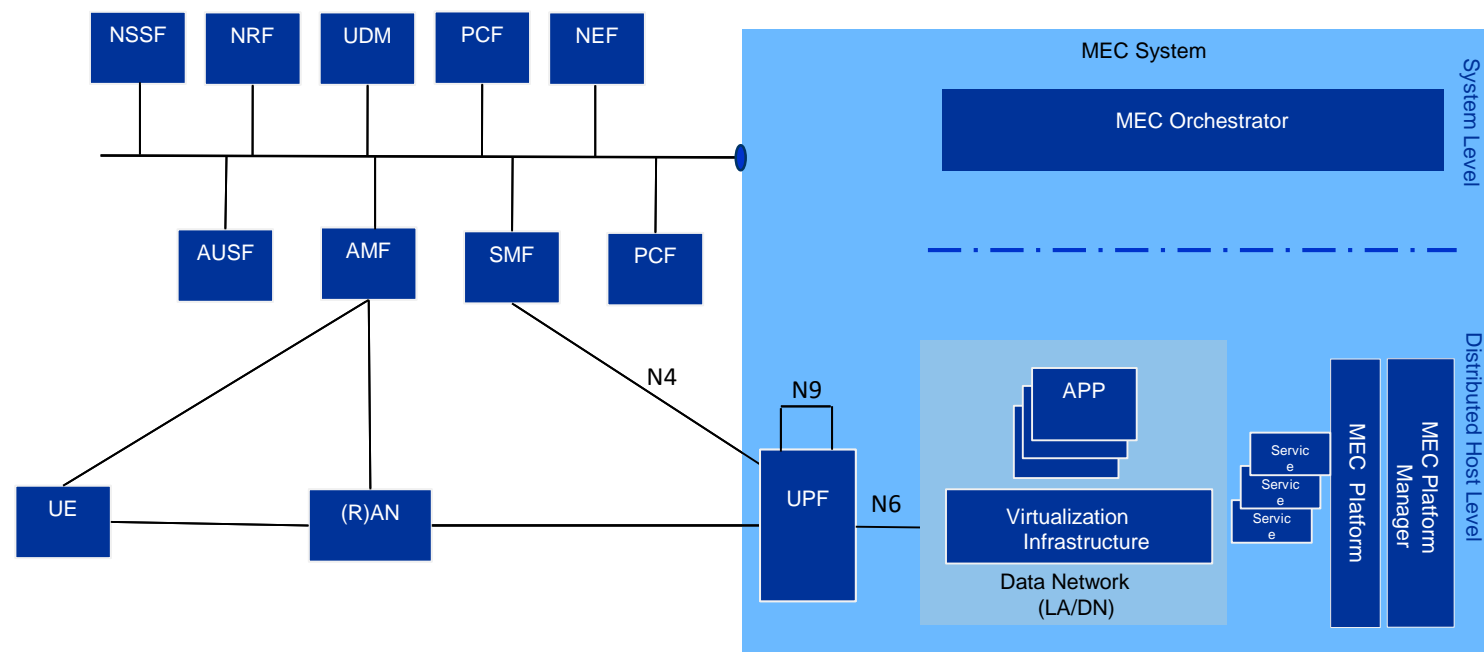 NSSF
NRF
UDM
PCF
NEF
MEC System
System Level
MEC Orchestrator
AUSF
AMF
SMF
PCF
N4
N9
APP
Distributed Host Level
MEC Platform
MEC Platform
Manager
Servic
e
Servic
e
Servic
e
UE
(R)AN
UPF
N6
Virtualization
Infrastructure
Data Network
(LA/DN)